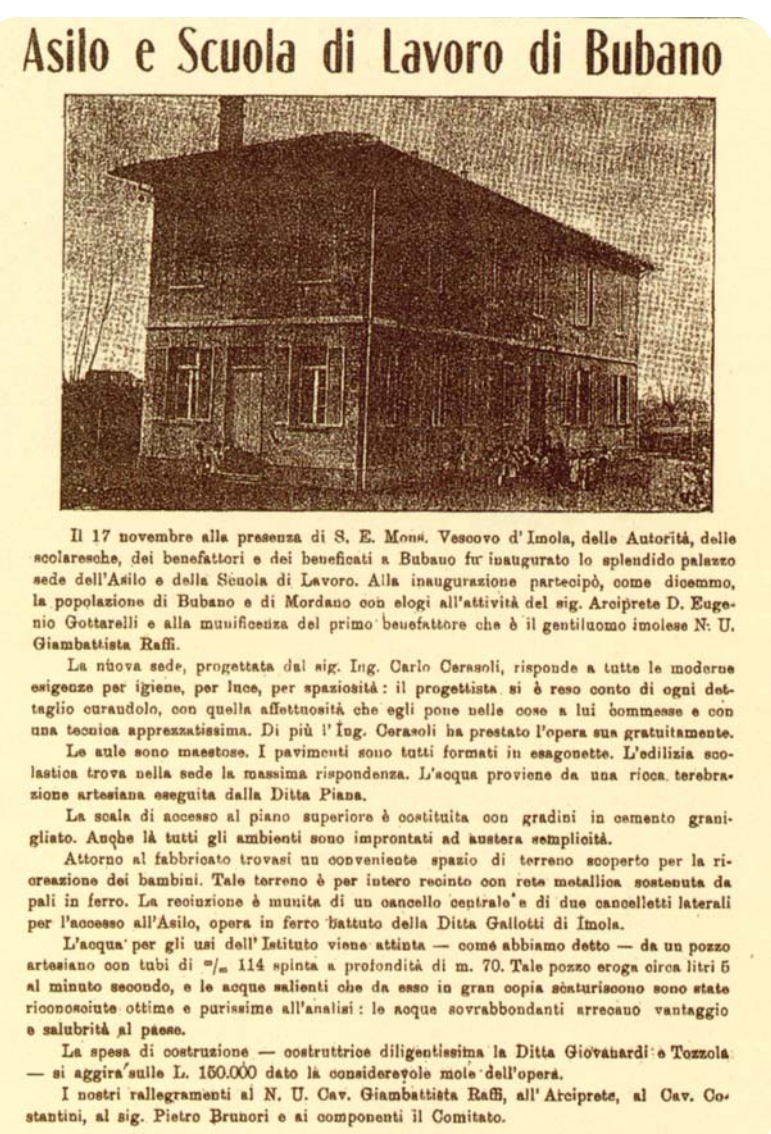 Asilo e Scuola di Lavoro di Bubano
Il 17 novembre alla presenza di S. E. Mons. Vescovo d'Imola, delle Autorità, delle
scolaresche, dei benefattori e dei beneficati a Bubano fu inaugurato lo splendido palazzo
sede dell'Asilo e della Scuola di Lavoro. Alla inaugurazione partecipò, come dicemmo,
la popolazione di Bubano e di Mordano con elogi all'attività del sig. Arciprete D. Euge-
nio Gottarelli e alla munificenza del primo benefattore che è il gentiluomo imolese N. U.
Giambattista Raffi.
La nuova sede, progettata dal sig. Ing. Carlo Cerasoli, risponde a tutte le moderne
esigenze per igiene, per luce, per spaziosità : il progettista si è reso conto di ogni det-
taglio curandolo, con quella affettuosità che egli pone nelle cose a lui commesse e con
una tecnica apprezzatissima. Di più l'Ing. Cerasoli ha prestato l'opera sua gratuitamente.
Le aule sono maestose. I pavimenti sono tutti formati in esagonette. L'edilizia sco-
lastica trova nella sede la massima rispondenza. L'acqua proviene da una ricca terebra-
zione artesiana eseguita dalla Ditta Piana.
La scala di accesso al piano superiore è costituita con gradini in cemento grani-
gliato. Anche là tutti gli ambienti sono improntati ad austera semplicità.
Attorno al fabbricato trovasi un conveniente spazio di terreno scoperto per la ri-
creazione dei bambini. Tale terreno è per intero recinto con rete metallica sostenuta da
pali in ferro. La recinzione è munita di un cancello centrale e di due cancelletti laterali
per l'accesso all'Asilo, opera in ferro battuto della Ditta Gallotti di Imola.
L'acqua per gli usi dell'Istituto viene attinta — come abbiamo detto — da un pozzo
artesiano con tubi di m/m 114 spinta a profondità di m. 70. Tale pozzo eroga circa litri 5
al minuto secondo, e le acque salienti che da esso in gran copia scaturiscono sono state
riconosciute ottime e purissime all'analisi : le acque sovrabbondanti arrecano vantaggio
e salubrità al paese.
La spesa di costruzione — costruttrice diligentissima la Ditta Giovanardi e Tozzola
— si aggira sulle L. 150.000 dato la considerevole mole dell'opera.
I nostri rallegramenti al N. U. Cav. Giambattista Raffi, all'Arciprete, al Cav. Co-
stantini, al sig. Pietro Brunori e ai componenti il Comitato.